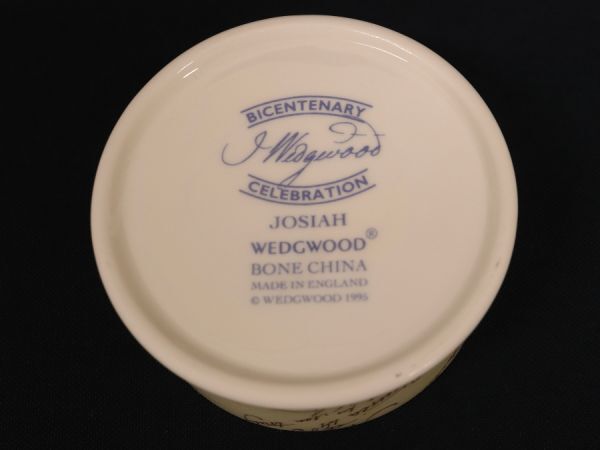 BICENTENARY
J Wedgwood
CELEBRATION
JOSIAH
WEDGWOOD®
BONE CHINA
MADE IN ENGLAND
© WEDGWOOD 1995